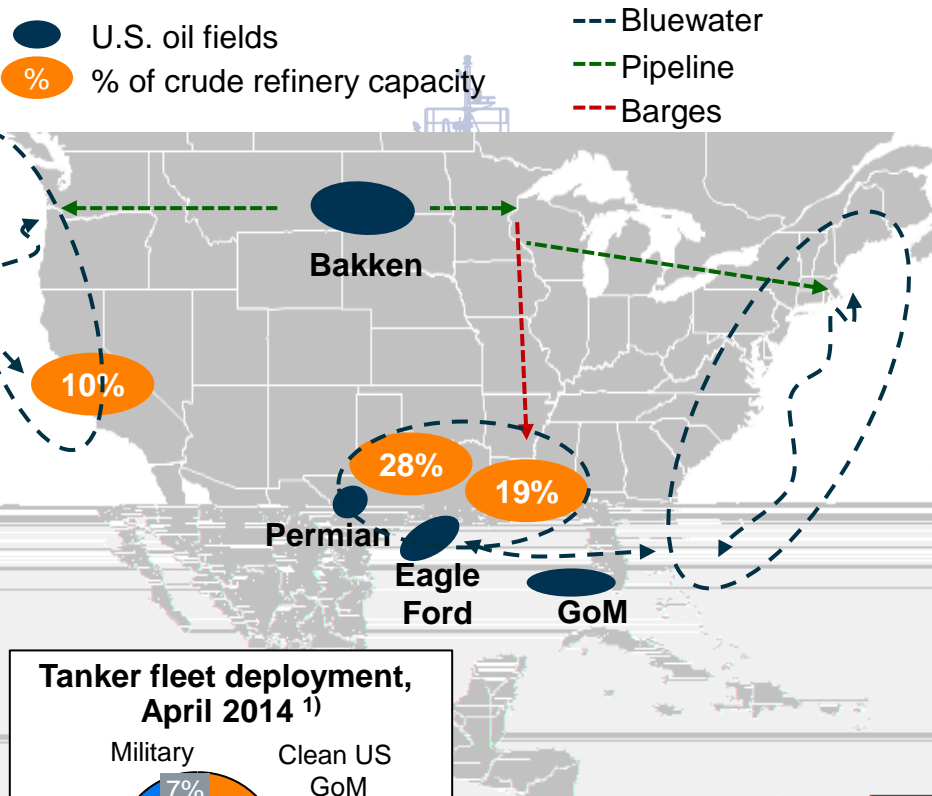 U.S. oil fields
% % of crude refinery capacity
Bluewater
Pipeline
Barges
Bakken
10%
28%
19%
Permian
Eagle
Ford
GoM
Tanker fleet deployment,
April 2014 1)
Military
Clean US
GoM
7%